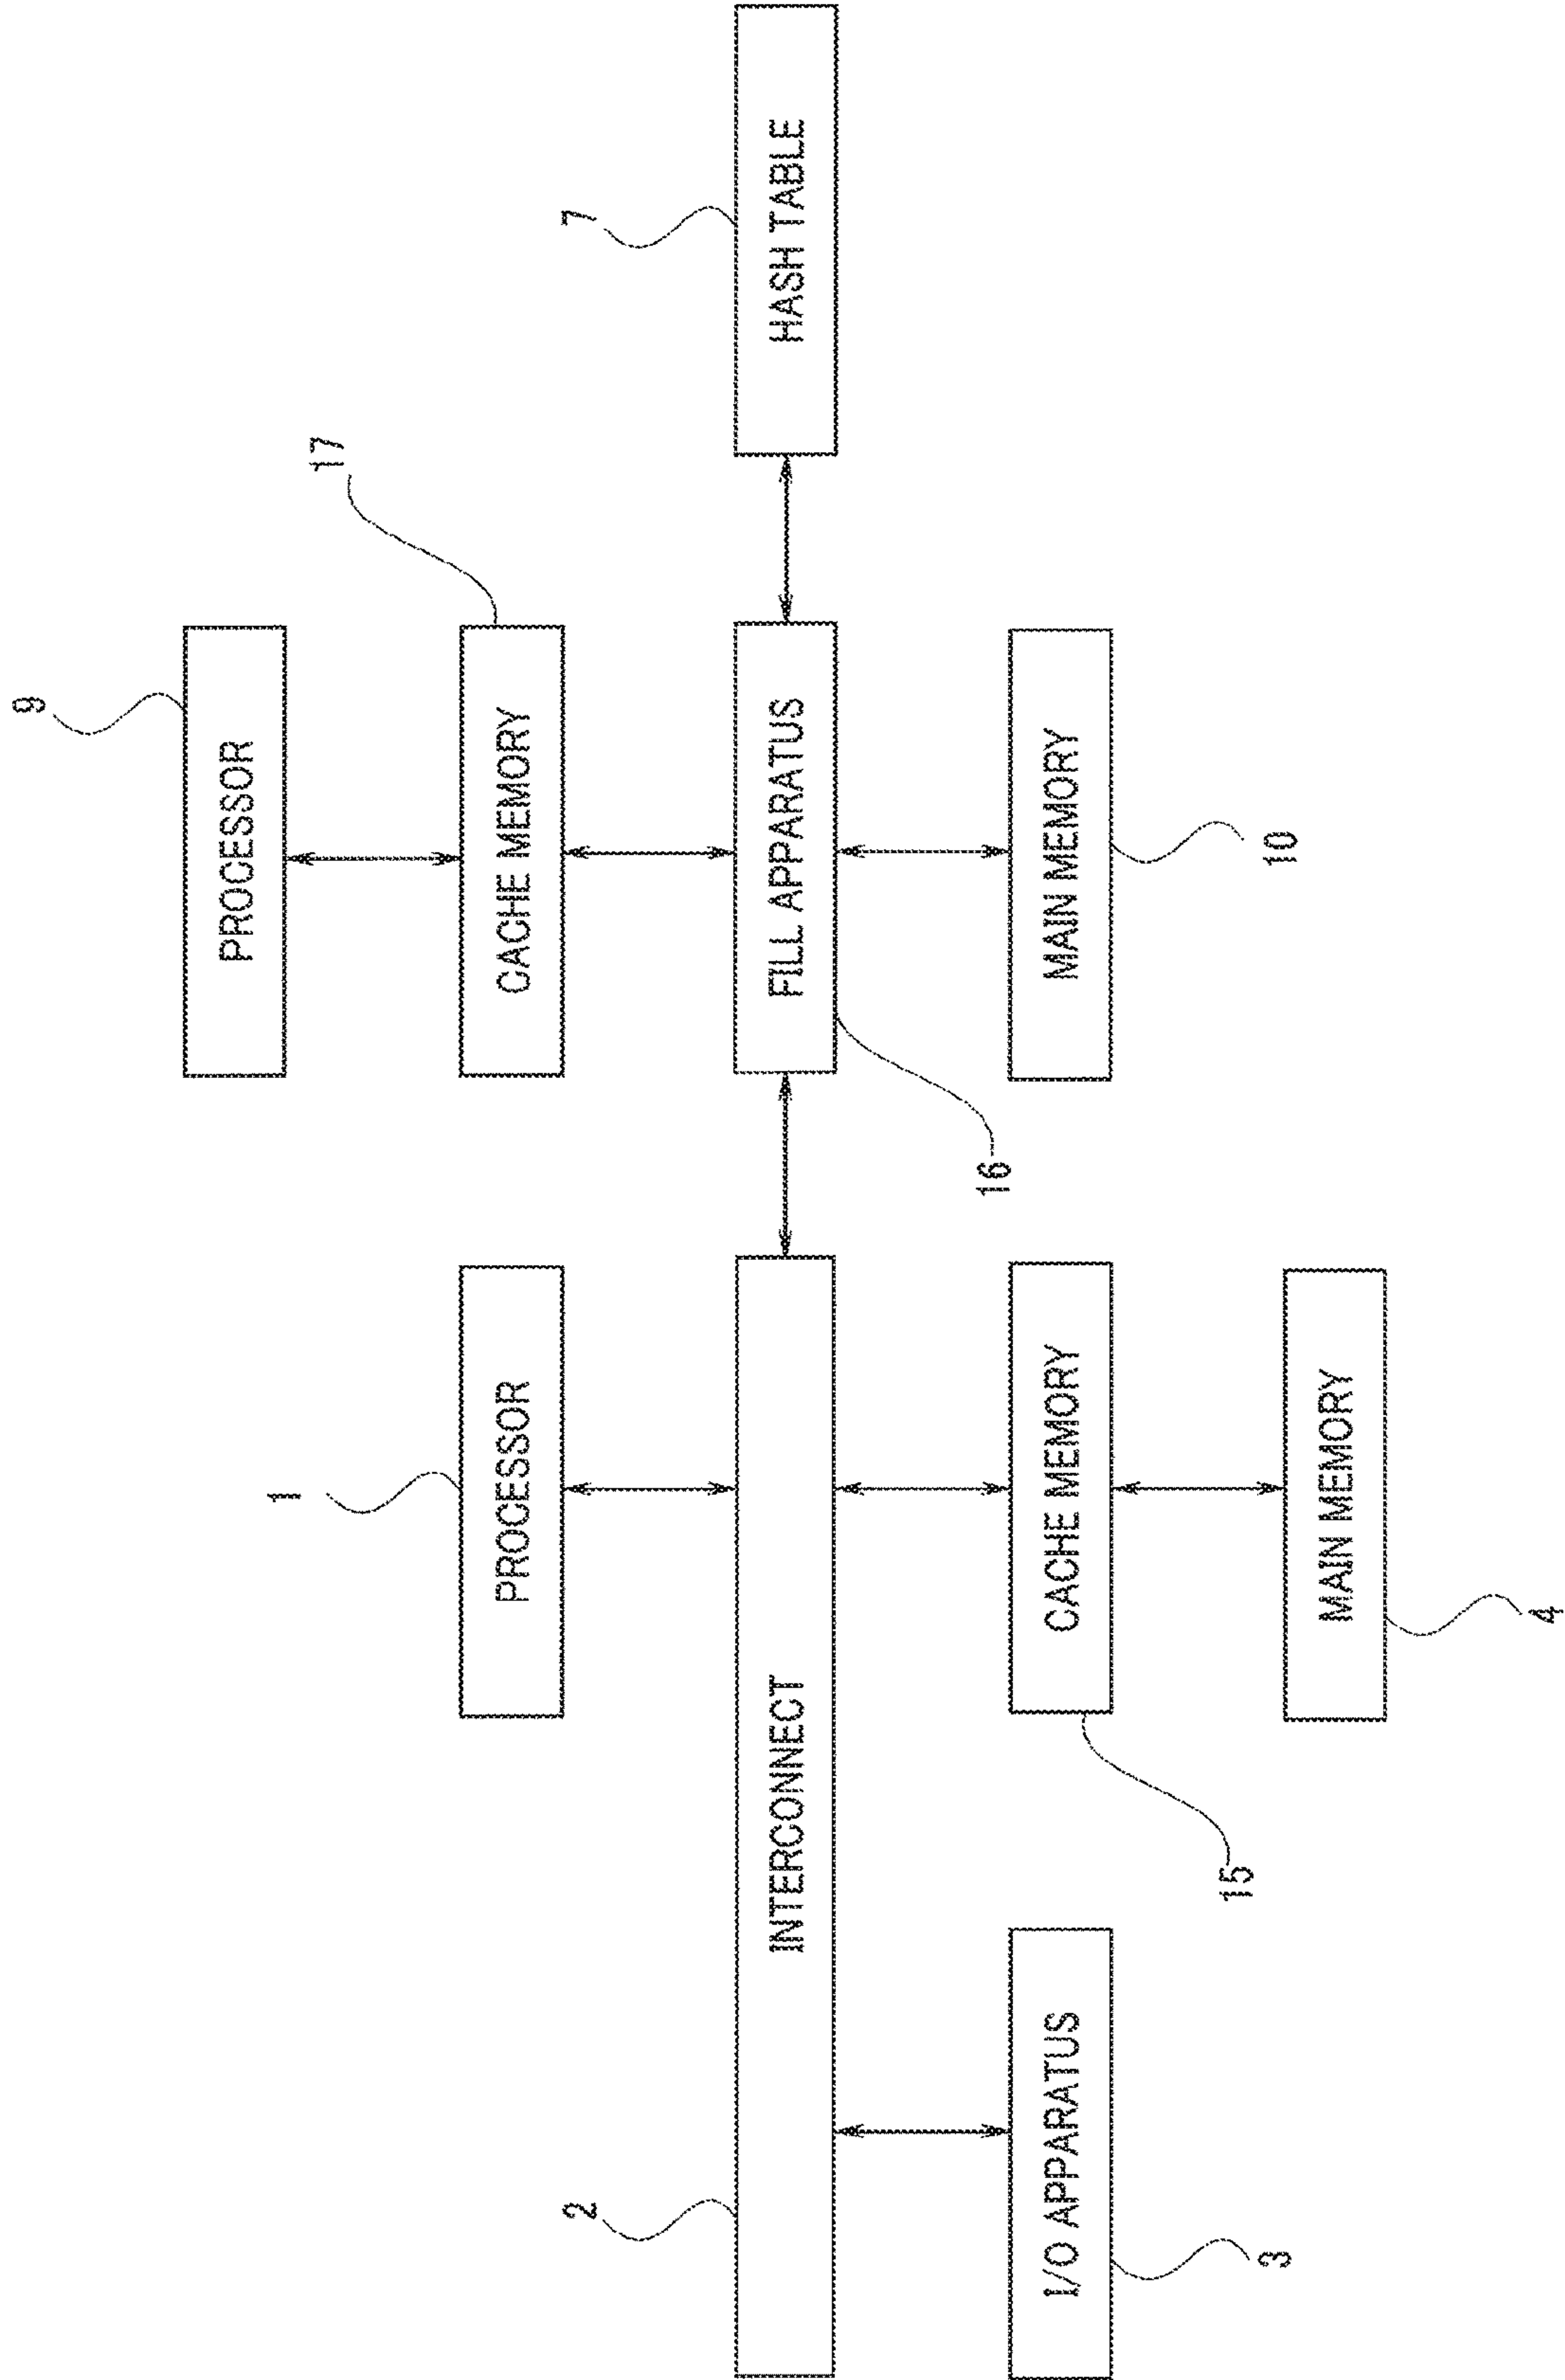 9
PROCESSOR
1
17
PROCESSOR
CACHE MEMORY
2
7
INTERCONNECT
FILL APPARATUS
HASH TABLE
16
I/O APPARATUS
CACHE MEMORY
MAIN MEMORY
15
3
10
MAIN MEMORY
4